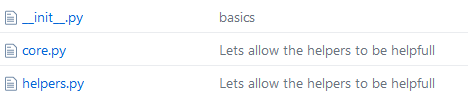 __init__.py basics
core.py Lets allow the helpers to be helpfull
helpers.py Lets allow the helpers to be helpfull